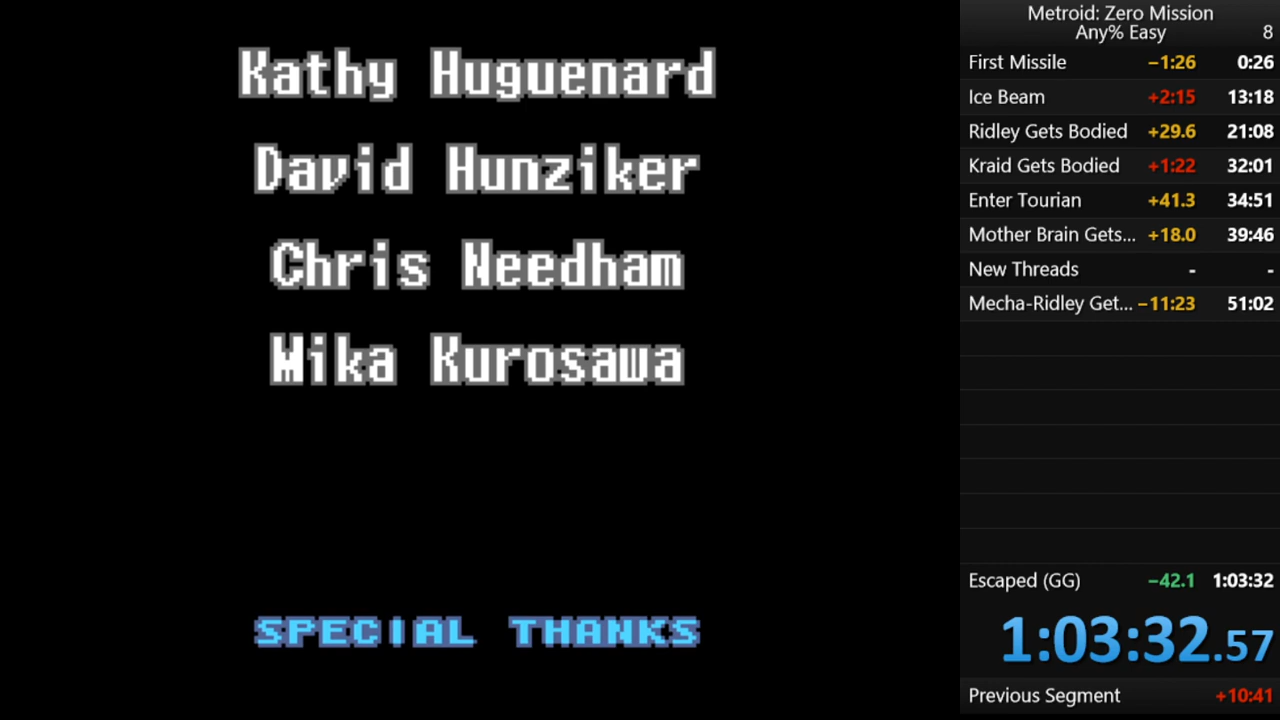 Kathy Huguenard
David Hunziker
Chris Needham
Mika Kurosawa
SPECIAL THANKS
Metroid: Zero Mission
Any% Easy 8
First Missile −1:26 0:26
Ice Beam +2:15 13:18
Ridley Gets Bodied +29.6 21:08
Kraid Gets Bodied +1:22 32:01
Enter Tourian +41.3 34:51
Mother Brain Gets... +18.0 39:46
New Threads - -
Mecha-Ridley Get... −11:23 51:02
Escaped (GG) −42.1 1:03:32
1:03:32.57
Previous Segment +10:41